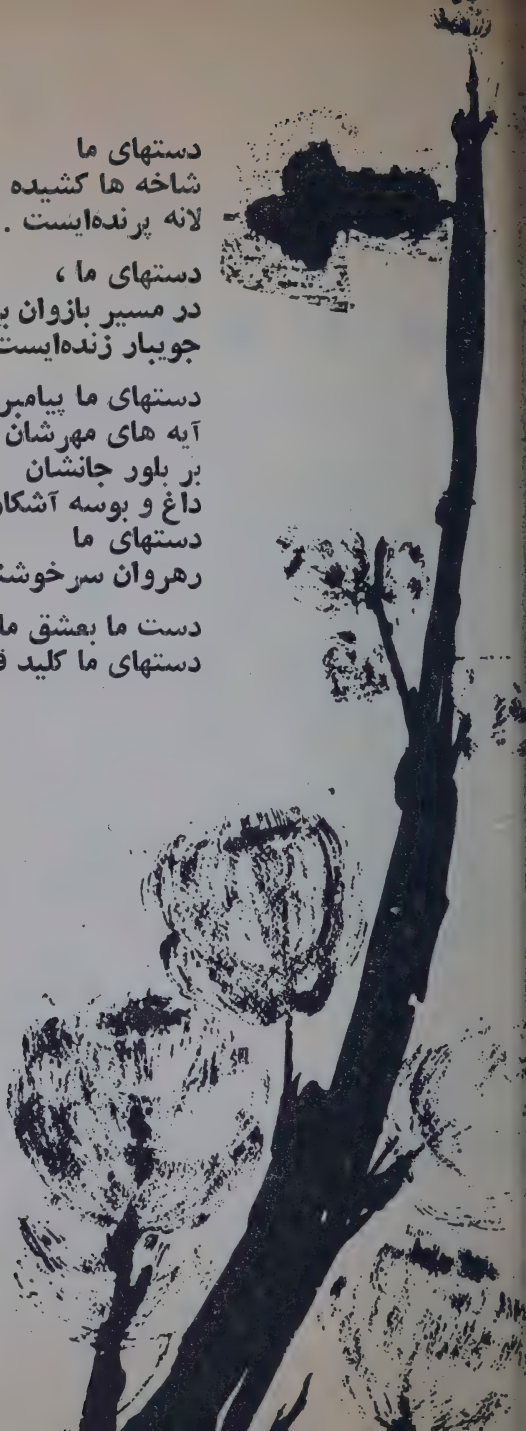 دستهای ما
شاخه ها کشیده
لانه پرنده‌ایست .
دستهای ما ،
در مسیر بازوان
جویبار زنده‌ایست
دستهای ما پیامبر
آیه های مهرشان
بر بلور جانشان
داغ و بوسه
دستهای ما
رهروان
دست ما بعشق ما
دستهای ما کلید